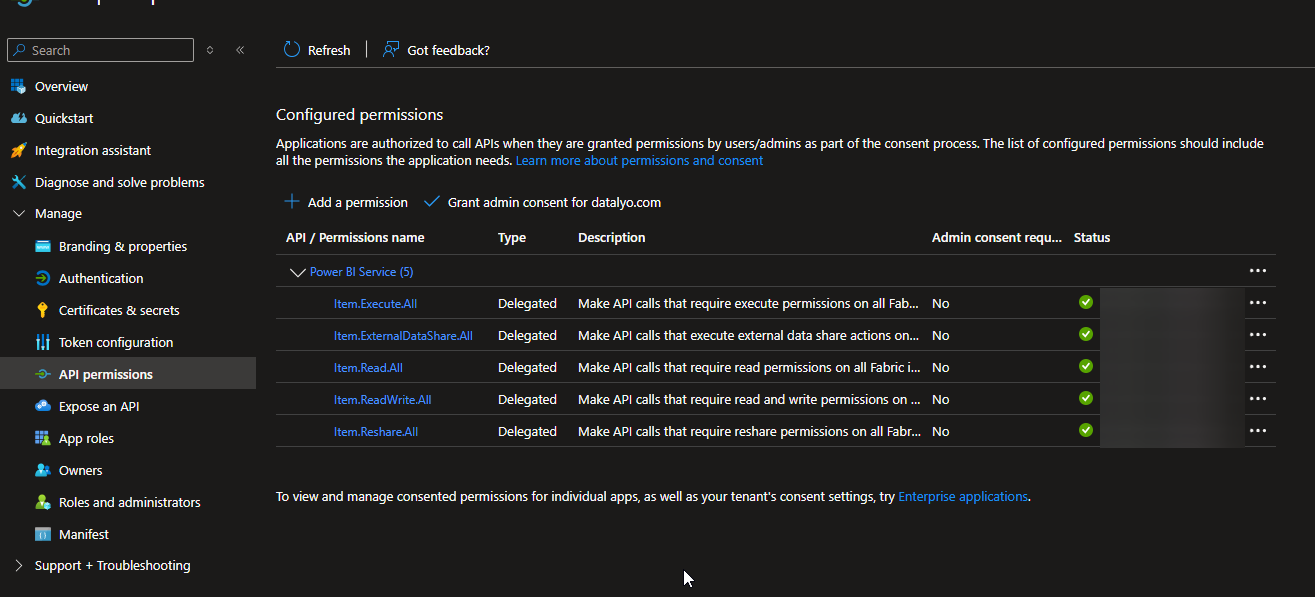 Search
Refresh
Got feedback?
Overview
Quickstart
Integration assistant
Diagnose and solve problems
Manage
Branding & properties
Authentication
Certificates & secrets
Token configuration
API permissions
Expose an API
App roles
Owners
Roles and administrators
Manifest
Support + Troubleshooting
Configured permissions
Applications are authorized to call APIs when they are granted permissions by users/admins as part of the consent process. The list of configured permissions should include
all the permissions the application needs. Learn more about permissions and consent
Add a permission
Grant admin consent for datalyo.com
API / Permissions name Type Description Admin consent requ... Status
Power BI Service (5)
Item.Execute.All Delegated Make API calls that require execute permissions on all Fab... No
Item.ExternalDataShare.All Delegated Make API calls that execute external data share actions on... No
Item.Read.All Delegated Make API calls that require read permissions on all Fabric i... No
Item.ReadWrite.All Delegated Make API calls that require read and write permissions on ... No
Item.Reshare.All Delegated Make API calls that require reshare permissions on all Fabr... No
To view and manage consented permissions for individual apps, as well as your tenant's consent settings, try Enterprise applications.